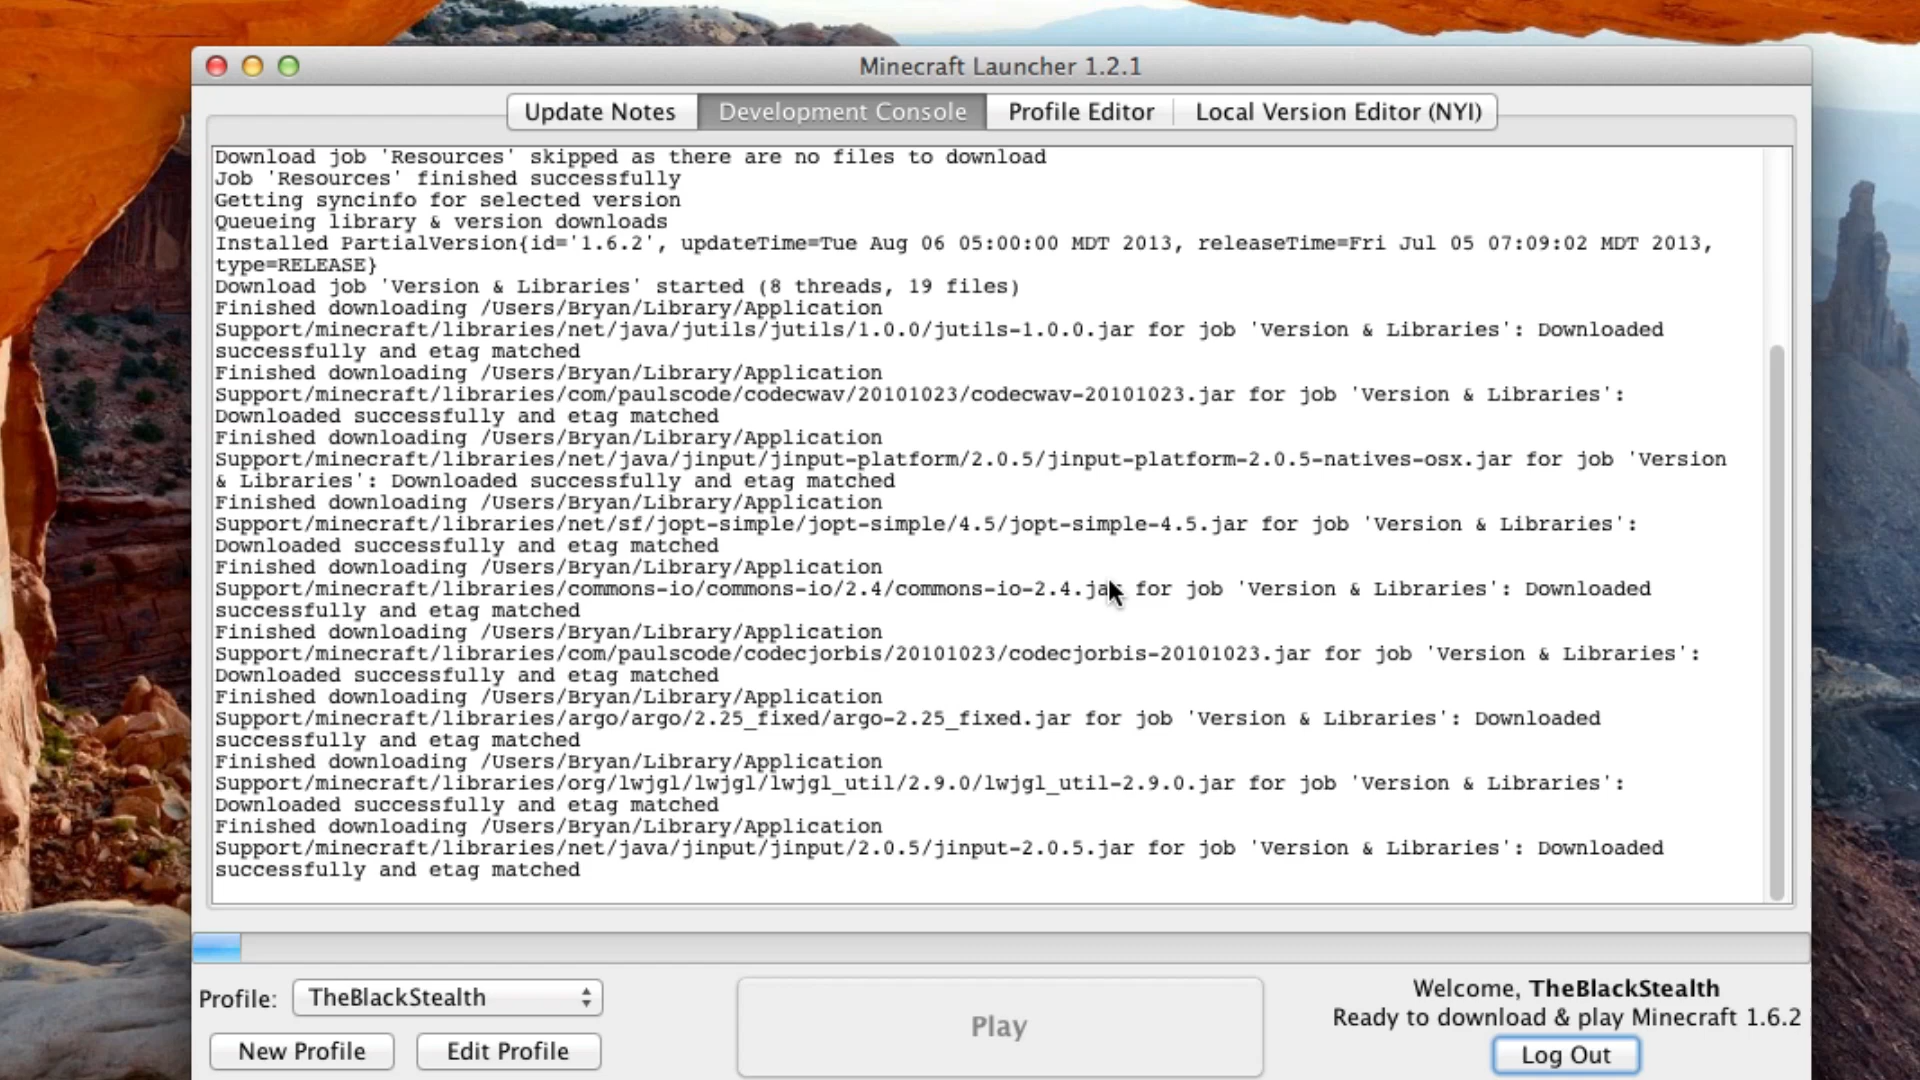 Minecraft Launcher 1.2.1
Update Notes
Development Console
Profile Editor
Local Version Editor (NYI)
Download job 'Resources' skipped as there are no files to download
Job 'Resources' finished successfully
Getting syncinfo for selected version
Queueing library & version downloads
Installed PartialVersion{id='1.6.2', updateTime=Tue Aug 06 05:00:00 MDT 2013, releaseTime=Fri Jul 05 07:09:02 MDT 2013,
type=RELEASE}
Download job 'Version & Libraries' started (8 threads, 19 files)
Finished downloading /Users/Bryan/Library/Application
Support/minecraft/libraries/net/java/jutils/jutils/1.0.0/jutils-1.0.0.jar for job 'Version & Libraries': Downloaded
successfully and etag matched
Finished downloading /Users/Bryan/Library/Application
Support/minecraft/libraries/com/paulscode/codecwav/20101023/codecwav-20101023.jar for job 'Version & Libraries':
Downloaded successfully and etag matched
Finished downloading /Users/Bryan/Library/Application
Support/minecraft/libraries/net/java/jinput/jinput-platform/2.0.5/jinput-platform-2.0.5-natives-osx.jar for job 'Version
& Libraries': Downloaded successfully and etag matched
Finished downloading /Users/Bryan/Library/Application
Support/minecraft/libraries/net/sf/jopt-simple/jopt-simple/4.5/jopt-simple-4.5.jar for job 'Version & Libraries':
Downloaded successfully and etag matched
Finished downloading /Users/Bryan/Library/Application
Support/minecraft/libraries/commons-io/commons-io/2.4/commons-io-2.4.jar for job 'Version & Libraries': Downloaded
successfully and etag matched
Finished downloading /Users/Bryan/Library/Application
Support/minecraft/libraries/com/paulscode/codecjorbis/20101023/codecjorbis-20101023.jar for job 'Version & Libraries':
Downloaded successfully and etag matched
Finished downloading /Users/Bryan/Library/Application
Support/minecraft/libraries/argo/argo/2.25_fixed/argo-2.25_fixed.jar for job 'Version & Libraries': Downloaded
successfully and etag matched
Finished downloading /Users/Bryan/Library/Application
Support/minecraft/libraries/org/lwjgl/lwjgl/lwjgl_util/2.9.0/lwjgl_util-2.9.0.jar for job 'Version & Libraries':
Downloaded successfully and etag matched
Finished downloading /Users/Bryan/Library/Application
Support/minecraft/libraries/net/java/jinput/jinput/2.0.5/jinput-2.0.5.jar for job 'Version & Libraries': Downloaded
successfully and etag matched
Profile: TheBlackStealth
New Profile
Edit Profile
Play
Welcome, TheBlackStealth
Ready to download & play Minecraft 1.6.2
Log Out